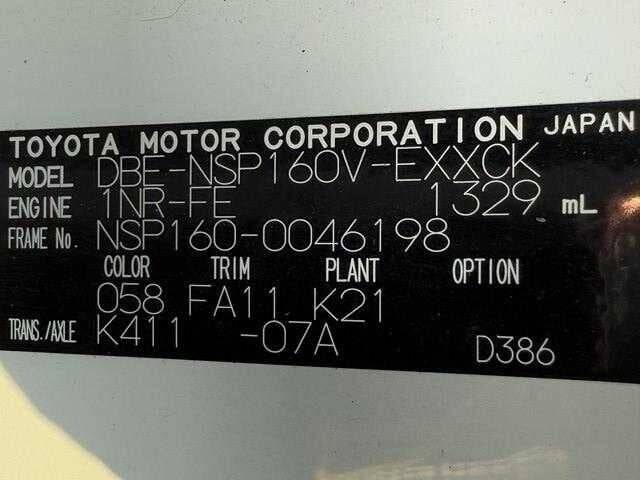 TOYOTA MOTOR CORPORATION JAPAN
MODEL DBE-NSP160V-EXXCK
ENGINE 1NR-FE 1329 mL
FRAME No. NSP160-0046198
COLOR TRIM PLANT OPTION
058 FA11 K21
TRANS./AXLE K411 -07A D386